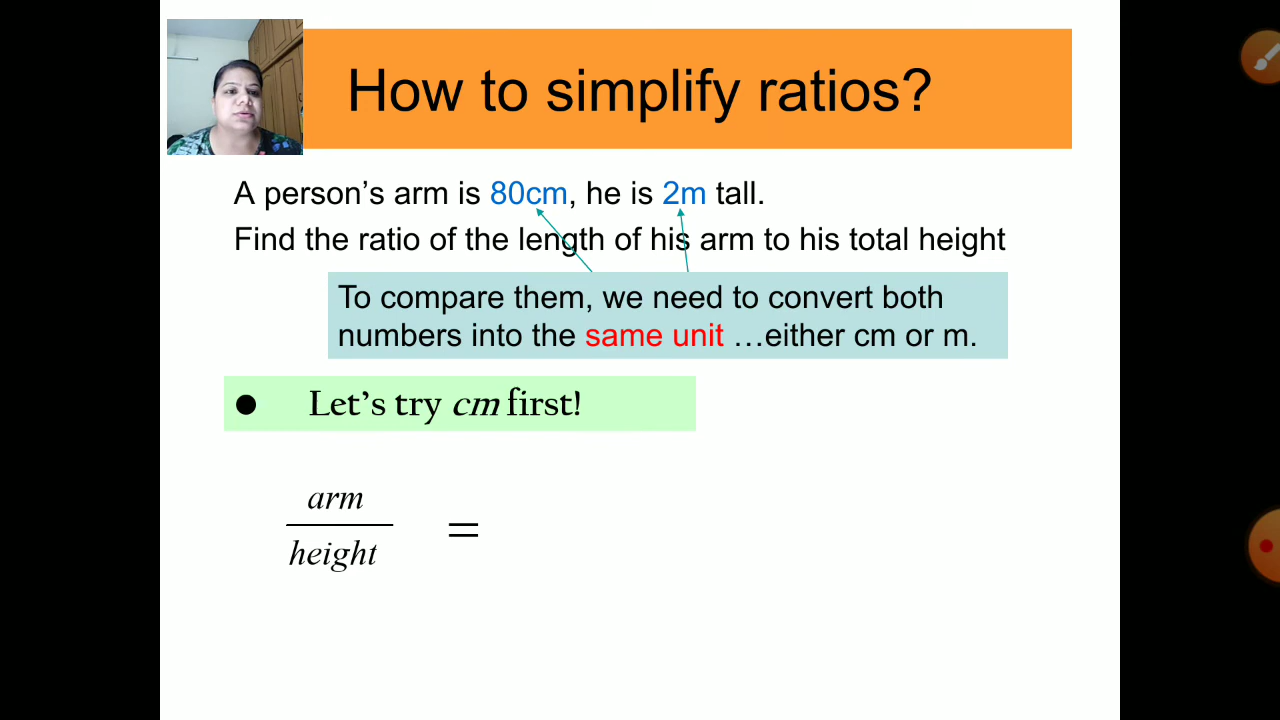 How to simplify ratios?
A person’s arm is 80cm, he is 2m tall.
Find the ratio of the length of his arm to his total height
To compare them, we need to convert both
numbers into the same unit …either cm or m.
● Let’s try cm first!
arm
height
=